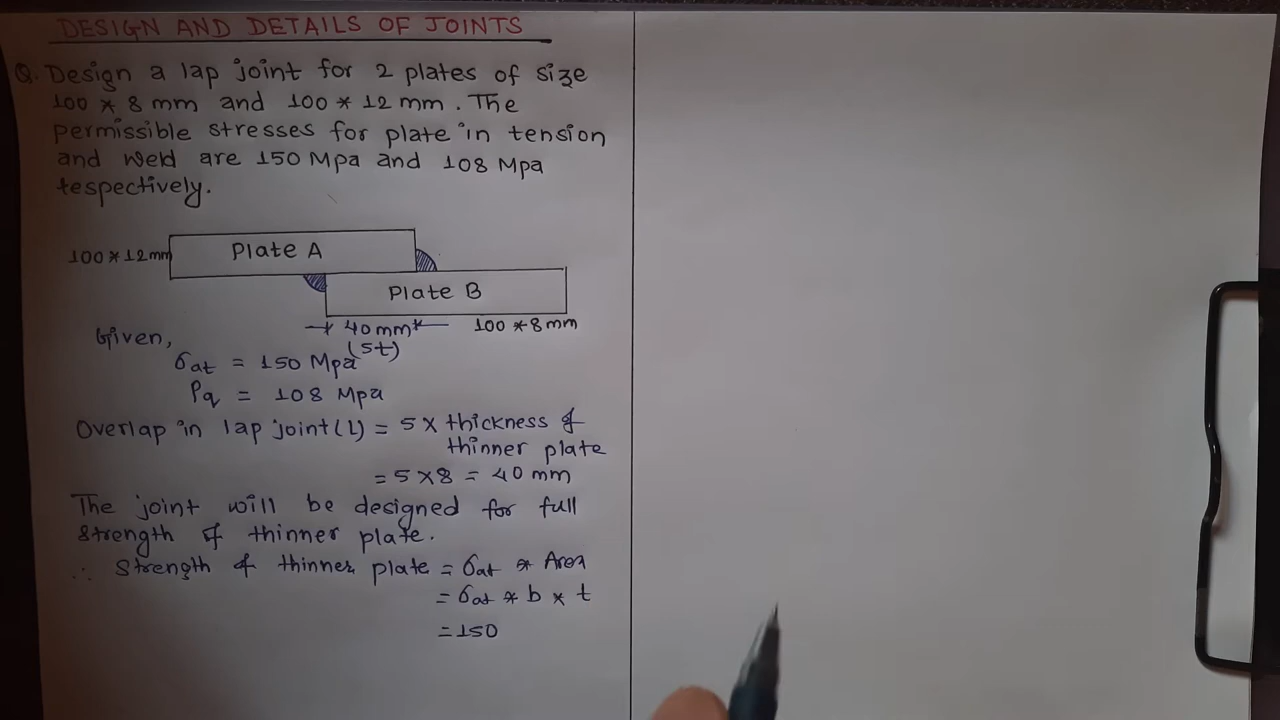 DESIGN AND DETAILS OF JOINTS
Q. Design a lap joint for 2 plates of size
100 * 8 mm and 100 * 12 mm. The
permissible stresses for plate in tension
and weld are 150 Mpa and 108 Mpa
respectively.
100 * 12mm Plate A
Plate B
40mm 100 * 8mm
(5t)
Given,
σat = 150 Mpa
Pq = 108 Mpa
Overlap in lap joint(L) = 5 × thickness of
thinner plate
= 5 × 8 = 40 mm
The joint will be designed for full
strength of thinner plate.
∴ Strength of thinner plate = σat * Area
= σat * b * t
= 150